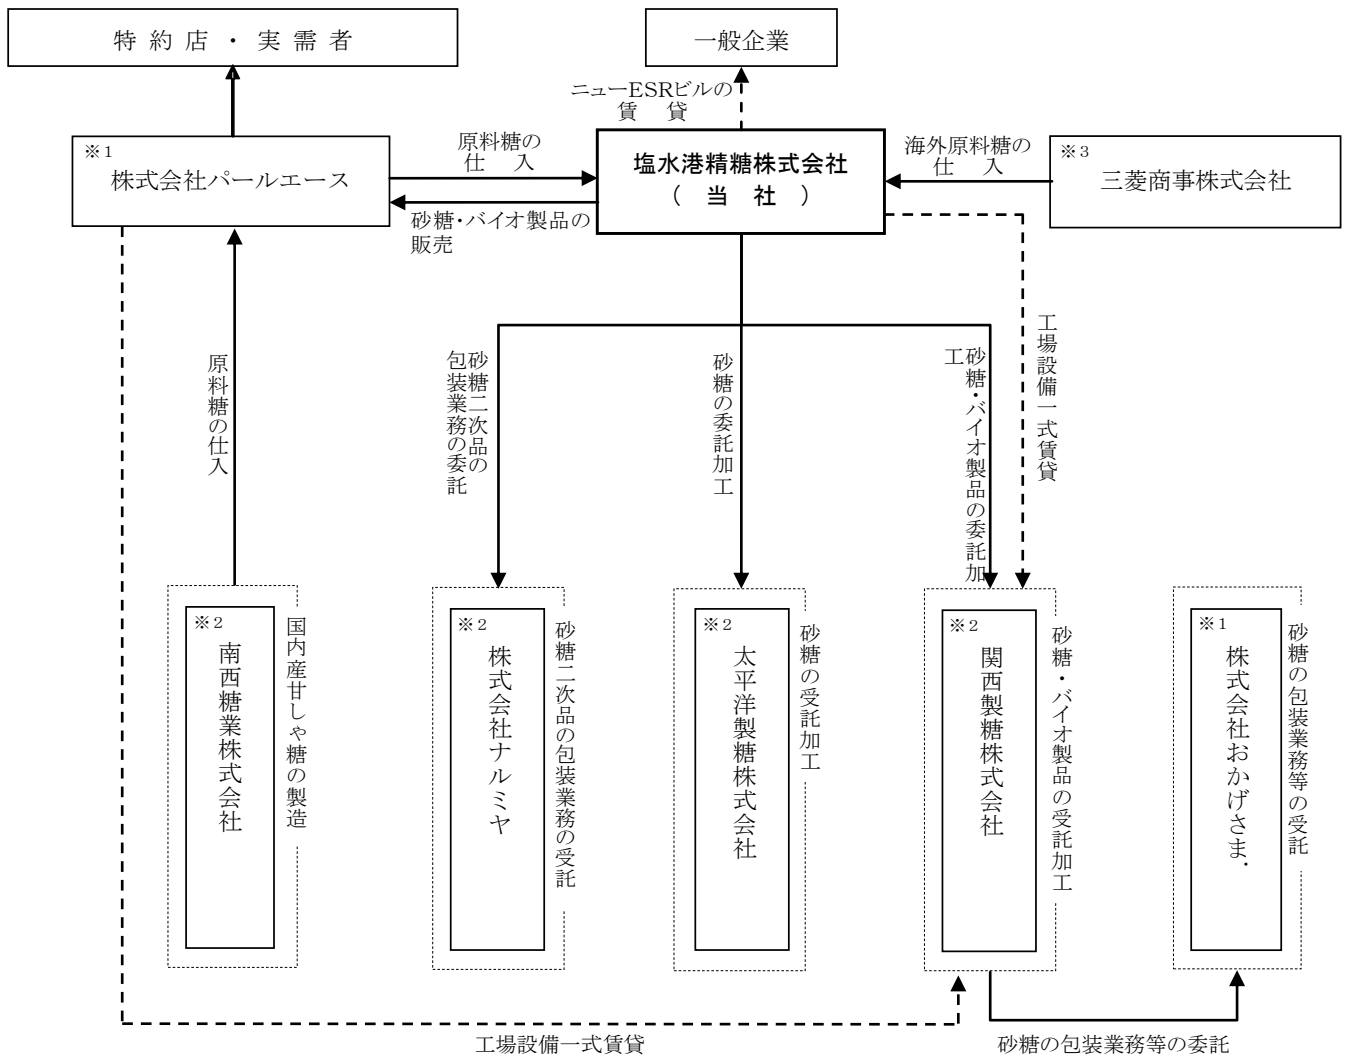 特約店・実需者
一般企業
ニューESRビルの
賃貸
※1
株式会社パールエース
原料糖の
仕入
塩水港精糖株式会社
(当社)
海外原料糖の
仕入
※3
三菱商事株式会社
砂糖・バイオ製品の
販売
原料糖の仕入
砂糖二次品の
包装業務の委託
砂糖の委託加工
砂糖・バイオ製品の委託加
工
工場設備一式賃貸
※2
南西糖業株式会社
国内産甘しゃ糖の製造
※2
株式会社ナルミヤ
砂糖二次品の包装業務の受託
※2
太平洋製糖株式会社
砂糖の受託加工
※2
関西製糖株式会社
砂糖・バイオ製品の受託加工
※1
株式会社おかげさま.
砂糖の包装業務等の受託
工場設備一式賃貸
砂糖の包装業務等の委託